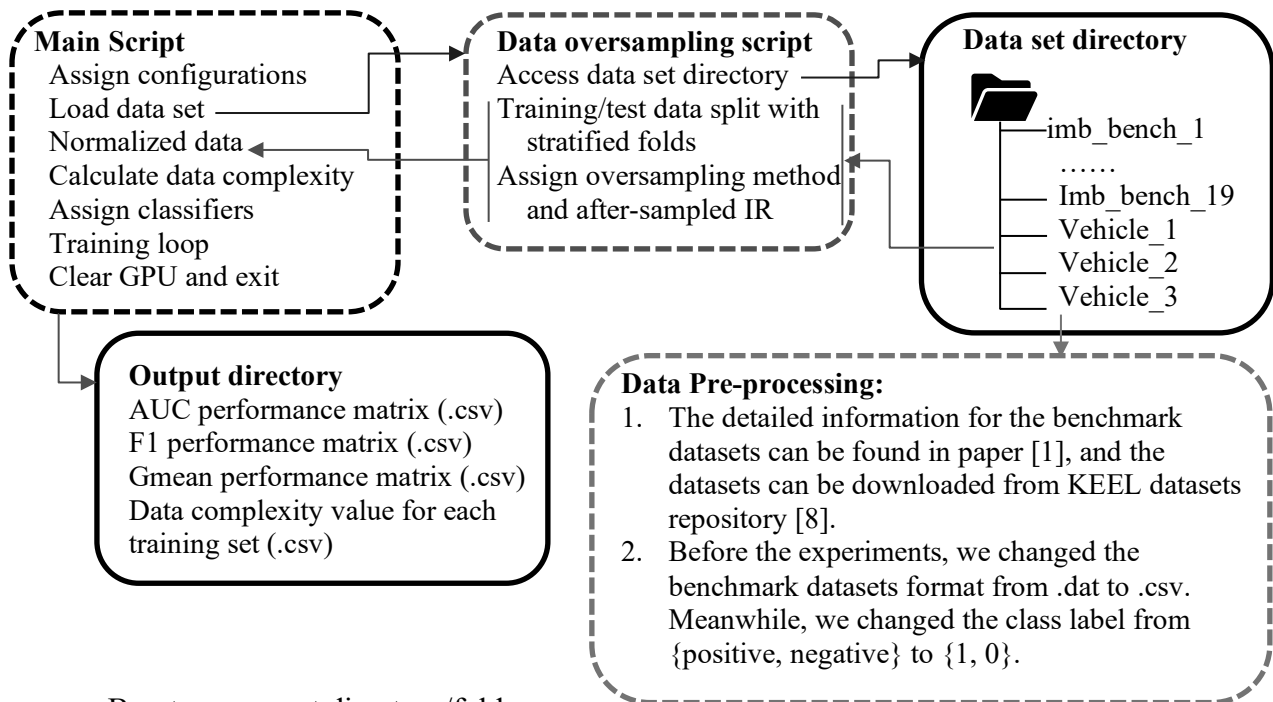 Main Script
Assign configurations
Load data set
Normalized data
Calculate data complexity
Assign classifiers
Training loop
Clear GPU and exit
Data oversampling script
Access data set directory
Training/test data split with
stratified folds
Assign oversampling method
and after-sampled IR
Data set directory
imb_bench_1
……
Imb_bench_19
Vehicle_1
Vehicle_2
Vehicle_3
Output directory
AUC performance matrix (.csv)
F1 performance matrix (.csv)
Gmean performance matrix (.csv)
Data complexity value for each
training set (.csv)
Data Pre-processing:
1. The detailed information for the benchmark
datasets can be found in paper [1], and the
datasets can be downloaded from KEEL datasets
repository [8].
2. Before the experiments, we changed the
benchmark datasets format from .dat to .csv.
Meanwhile, we changed the class label from
{positive, negative} to {1, 0}.